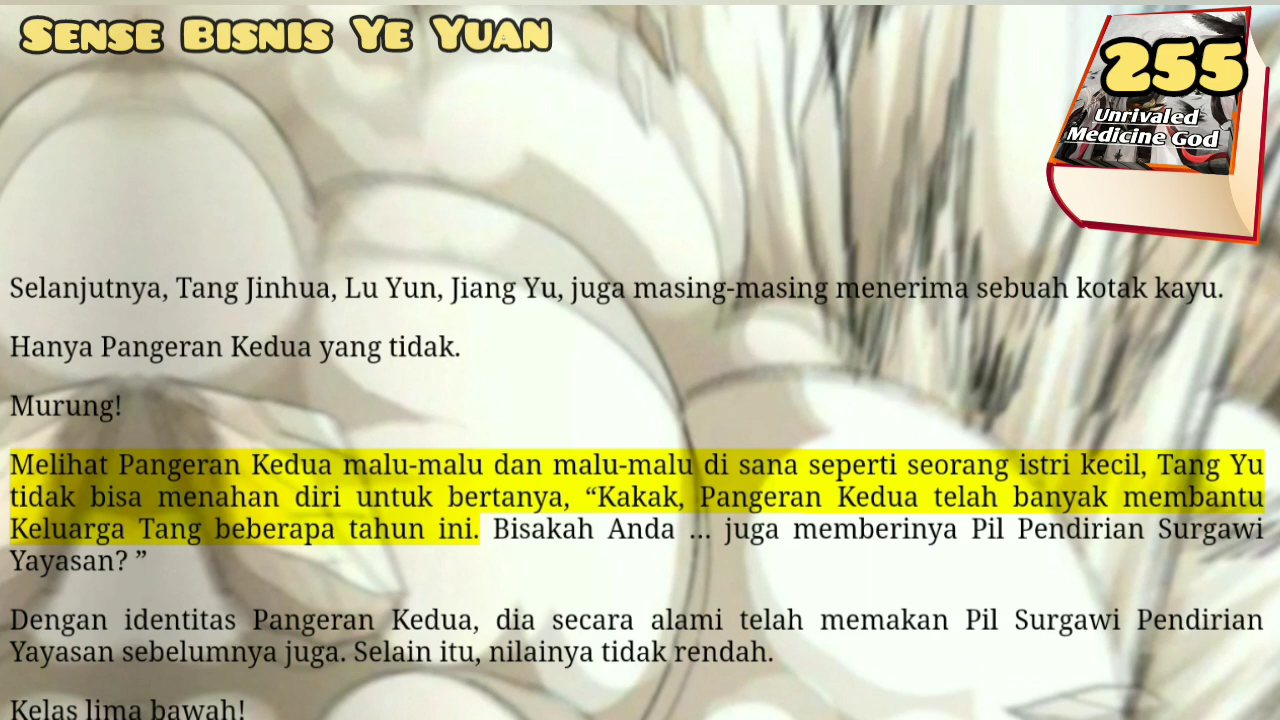 Sense Bisnis Ye Yuan
255
Unrivaled
Medicine God
Selanjutnya, Tang Jinhua, Lu Yun, Jiang Yu, juga masing-masing menerima sebuah kotak kayu.
Hanya Pangeran Kedua yang tidak.
Murung!
Melihat Pangeran Kedua malu-malu dan malu-malu di sana seperti seorang istri kecil, Tang Yu
tidak bisa menahan diri untuk bertanya, “Kakak, Pangeran Kedua telah banyak membantu
Keluarga Tang beberapa tahun ini. Bisakah Anda ... juga memberinya Pil Pendirian Surgawi
Yayasan? ”
Dengan identitas Pangeran Kedua, dia secara alami telah memakan Pil Surgawi Pendirian
Yayasan sebelumnya juga. Selain itu, nilainya tidak rendah.
Kelas lima bawah!